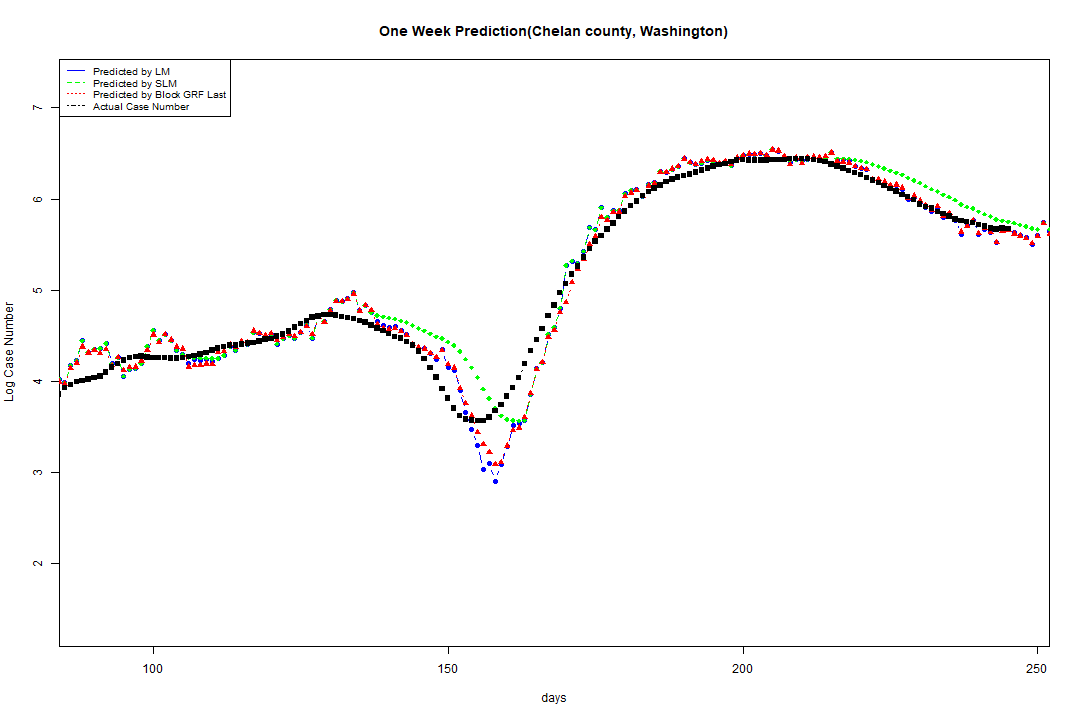 One Week Prediction(Chelan county, Washington)
Predicted by LM
Predicted by SLM
Predicted by Block GRF Last
Actual Case Number
Log Case Number
7
6
5
4
3
2
100
150
200
250
days